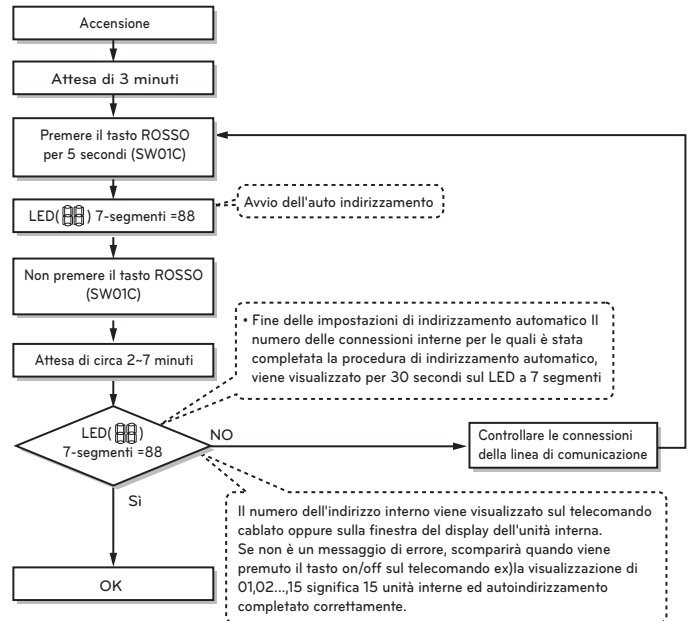 Accensione
Attesa di 3 minuti
Premere il tasto ROSSO
per 5 secondi (SW01C)
LED(88) 7-segmenti =88
Avvio dell'auto indirizzamento
Non premere il tasto ROSSO
(SW01C)
• Fine delle impostazioni di indirizzamento automatico Il
numero delle connessioni interne per le quali è stata
completata la procedura di indirizzamento automatico,
viene visualizzato per 30 secondi sul LED a 7 segmenti
Attesa di circa 2~7 minuti
LED(88)
7-segmenti =88
NO
Controllare le connessioni
della linea di comunicazione
Sì
Il numero dell'indirizzo interno viene visualizzato sul telecomando
cablato oppure sulla finestra del display dell'unità interna.
Se non è un messaggio di errore, scomparirà quando viene
premuto il tasto on/off sul telecomando ex)la visualizzazione di
01,02...,15 significa 15 unità interne ed autoindirizzamento
completato correttamente.
OK